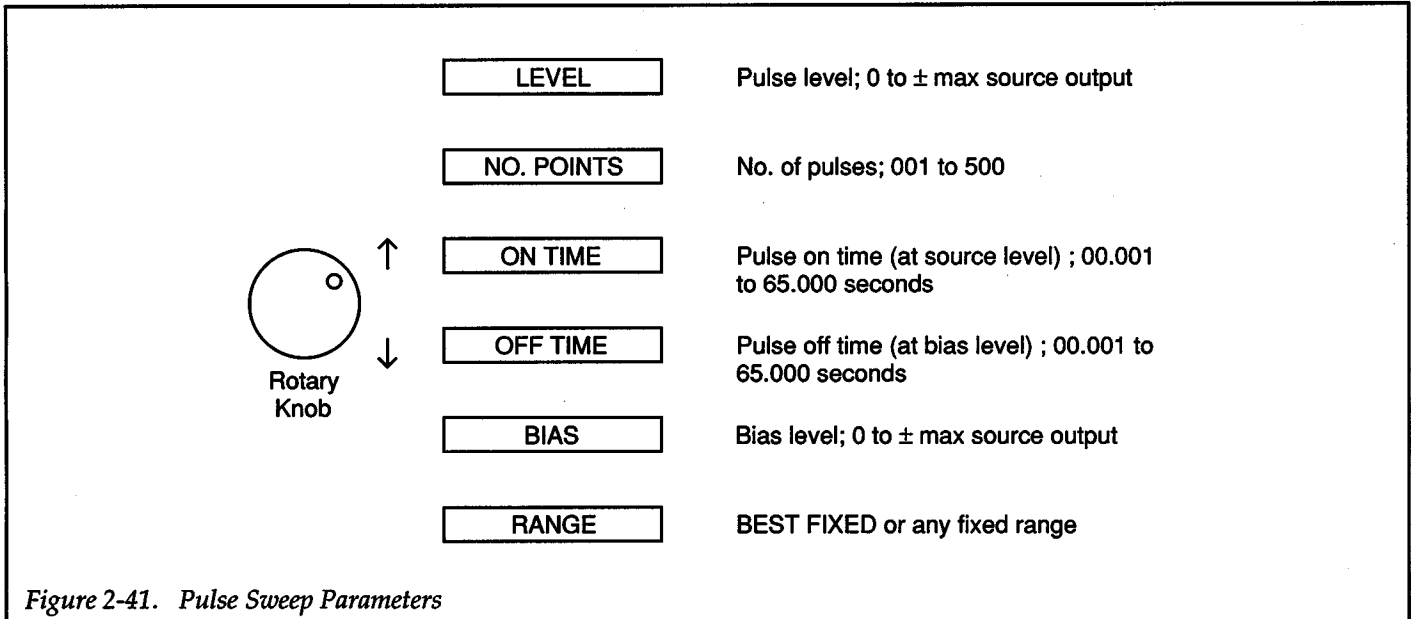 LEVEL
Pulse level; 0 to ± max source output
NO. POINTS
No. of pulses; 001 to 500
↑
ON TIME
Pulse on time (at source level) ; 00.001
to 65.000 seconds
↓
OFF TIME
Pulse off time (at bias level) ; 00.001 to
65.000 seconds
Rotary
Knob
BIAS
Bias level; 0 to ± max source output
RANGE
BEST FIXED or any fixed range
Figure 2-41. Pulse Sweep Parameters